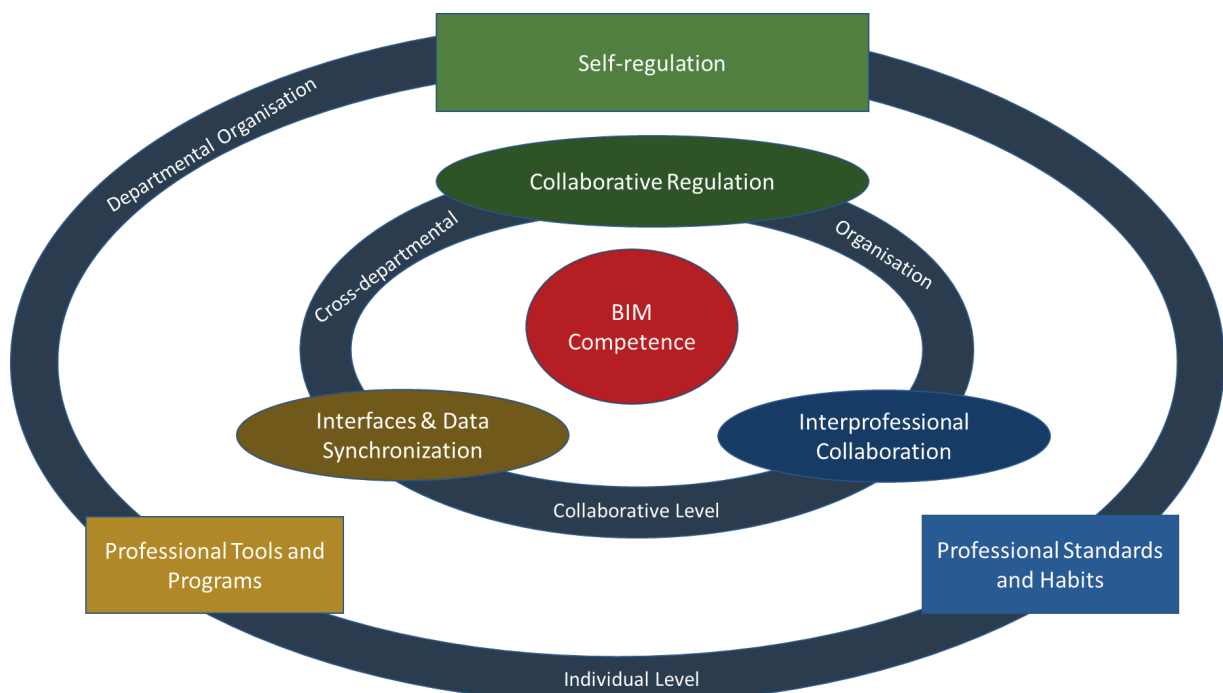 Self-regulation
Departmental Organisation
Collaborative Regulation
Cross-departmental
Organisation
BIM
Competence
Interfaces & Data
Synchronization
Interprofessional
Collaboration
Collaborative Level
Professional Tools and
Programs
Professional Standards
and Habits
Individual Level